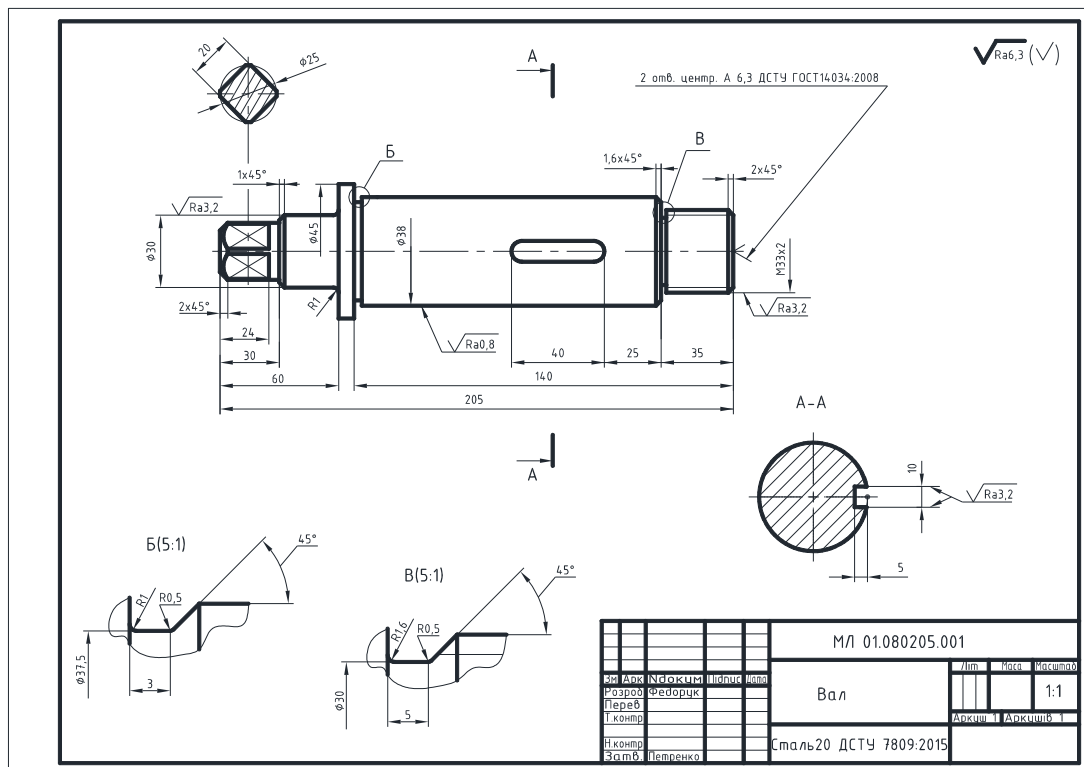 20
⌀25
А
Ra6,3 (√)
2 отв. центр. А 6,3 ДСТУ ГОСТ14034:2008
Б
1,6x45°
В
2x45°
1x45°
Ra3,2
⌀30
⌀45
⌀38
M33x2
R1
2x45°
Ra3,2
24
Ra0,8
30
40
25
35
60
140
205
А-А
А
10
Ra3,2
5
Б(5:1)
45°
R1
R0,5
⌀37,5
3
В(5:1)
45°
R1,6
R0,5
⌀30
5
МЛ 01.080205.001
Літ
Маса
Масштаб
Зм
Арк
Nдокум
Підпис
Дата
Розроб
Федорук
Вал
1:1
Перев
Т.контр
Аркуш 1
Аркушів 1
Н.контр
Сталь20 ДСТУ 7809:2015
Затв.
Петренко